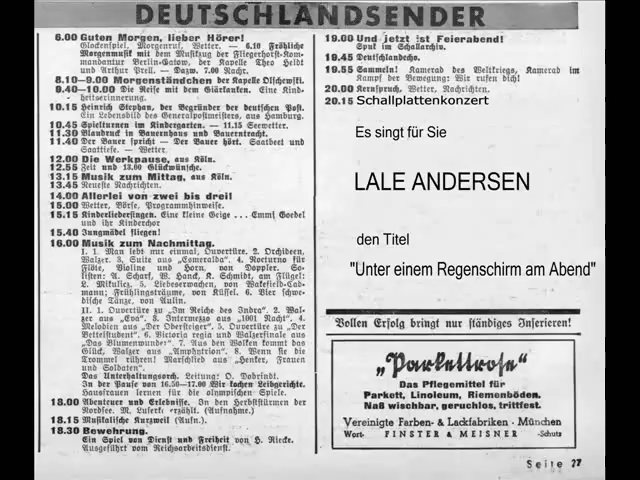 DEUTSCHLANDSENDER
6.00 Guten Morgen, lieber Hörer!
Glockenspiel, Morgenruf, Wetter. — 6.10 Fröhliche
Morgenmusik mit dem Musikzug der Fliegerhorst-Kom-
mandantur Berlin-Gatow, der Kapelle Theo Heldt
und Arthur Prell. — Dazw. 7.00 Nachr.
8.10—9.00 Morgenständchen der Kapelle Olschewski.
9.40—10.00 Die Reise mit dem Giärkasten. Eine Kind-
heitserinnerung.
10.15 Heinrich Stephan, der Begründer der deutschen Post.
Ein Lebensbild des Generalpostmeisters, aus Hamburg.
10.45 Spielturnen im Kindergarten. — 11.15 Seewetter.
11.30 Blaudruck in Bauernhaus und Bauerntracht.
11.40 Der Bauer spricht — Der Bauer hört. Saatbeet und
Saattiefe. — Wetter.
12.00 Die Werkpause, aus Köln.
12.55 Zeit und 13.00 Glückwünsche.
13.15 Musik zum Mittag, aus Köln.
13.45 Neueste Nachrichten.
14.00 Allerlei von zwei bis drei!
15.00 Wetter, Börse, Programmhinweise.
15.15 Kinderliedersingen. Eine kleine Geige ... Emmi Goedel
und ihr Kinderchor
15.40 Jungmädel fliegen!
16.00 Musik zum Nachmittag.
I. 1. Man lebt nur einmal, Ouvertüre. 2. Orchideen,
Walzer. 3. Suite aus „Esmeralda“. 4. Nocturno für
Flöte, Violine und Horn, von Doppler. So-
listen: A. Scharf, W. Hanck, K. Schmidt, am Flügel:
L. Mikulicz. 5. Liebeserwachen, von Wakefield-Cad-
mann; Frühlingsträume, von Küssel. 6. Vier schwe-
dische Tänze, von Aulin.
II. 1. Ouvertüre zu „Im Reiche des Indra“. 2. Wal-
zer aus „Eva“. 3. Intermezzo aus „1001 Nacht“. 4.
Melodien aus „Der Obersteiger“. 5. Ouvertüre zu „Der
Bettelstudent“. 6. Victoria regia und Walzerfinale aus
„Das Blumenwunder“. 7. Aus den Wolken kommt das
Glück, Walzer aus „Amphytrion“. 8. Wenn sie die
Trommel rühren! Marschlied aus „Henker, Frauen
und Soldaten“.
Das Unterhaltungsorch. Leitung: O. Dobrindt.
In der Pause von 16.50—17.00 Wir kochen Leibgerichte.
Hausfrauen lernen für die olympischen Spiele.
18.00 Abenteuer und Erlebnisse. In den Herbststürmen der
Nordsee. M. Luserke erzählt. (Aufnahme.)
18.15 Musikalische Kurzweil (Aufn.).
18.30 Bewehrung.
Ein Spiel von Dienst und Freiheit von H. Riecke.
Ausgeführt vom Reichsarbeitsdienst.
19.00 Und jetzt ist Feierabend!
Spuk im Schallarchiv.
19.45 Deutschlandecho.
19.55 Sammeln! Kamerad des Weltkriegs, Kamerad im
Kampf der Bewegung: Wir rufen dich!
20.00 Kernspruch, Wetter, Nachrichten.
20.15 Schallplattenkonzert
Es singt für Sie
LALE ANDERSEN
den Titel
"Unter einem Regenschirm am Abend"
Vollen Erfolg bringt nur ständiges Inserieren!
„Parkettrose“
Das Pflegemittel für
Parkett, Linoleum, Riemenböden.
Naß wischbar, geruchlos, trittfest.
Vereinigte Farben- & Lackfabriken · München
Wort- FINSTER & MEISNER -Schutz
Seite 27